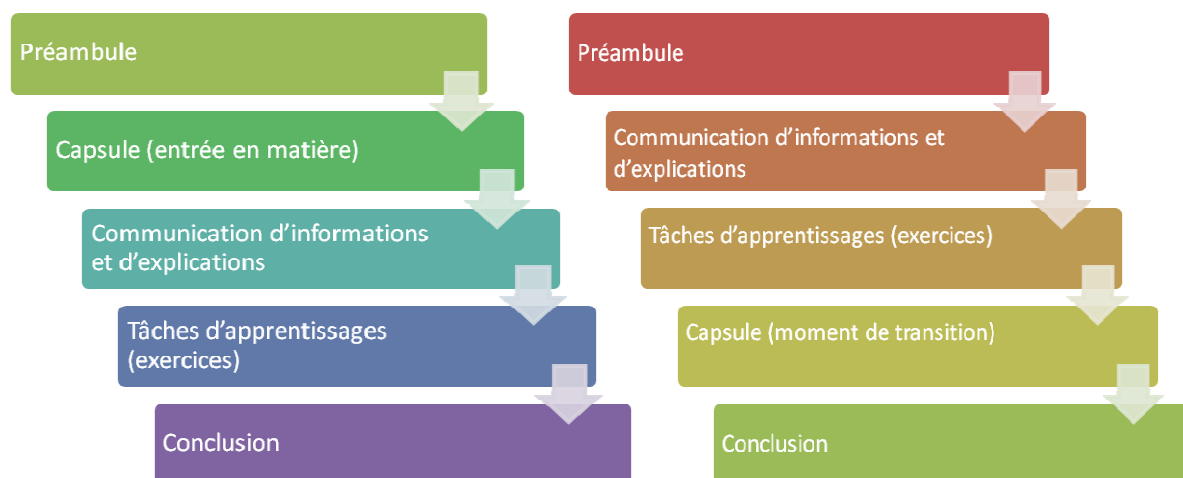 Préambule
Capsule (entrée en matière)
Communication d'informations
et d'explications
Tâches d'apprentissages
(exercices)
Conclusion
Préambule
Communication d'informations et
d'explications
Tâches d'apprentissages (exercices)
Capsule (moment de transition)
Conclusion